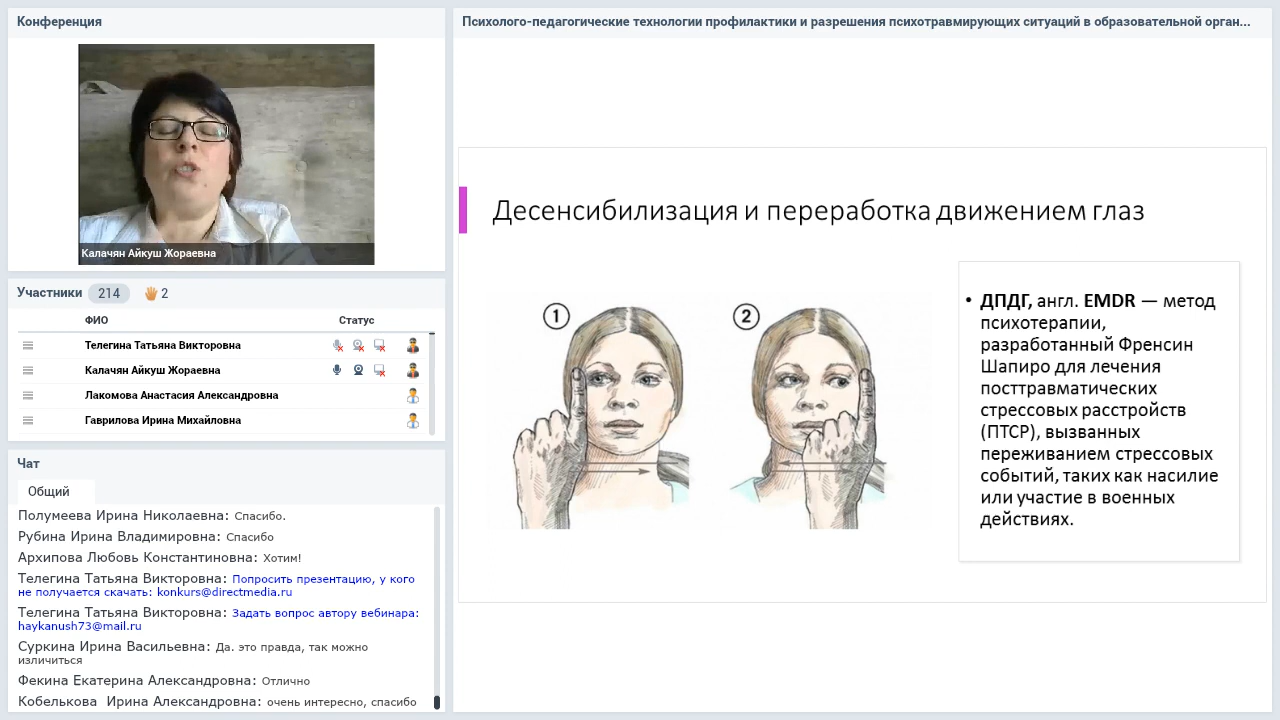 Конференция
Калачян Айкуш Жораевна
Участники 214 2
ФИО Статус
Телегина Татьяна Викторовна
Калачян Айкуш Жораевна
Лакомова Анастасия Александровна
Гаврилова Ирина Михайловна
Чат
Общий
Полумеева Ирина Николаевна: Спасибо.
Рубина Ирина Владимировна: Спасибо
Архипова Любовь Константиновна: Хотим!
Телегина Татьяна Викторовна: Попросить презентацию, у кого
не получается скачать: konkurs@directmedia.ru
Телегина Татьяна Викторовна: Задать вопрос автору вебинара:
haykanush73@mail.ru
Суркина Ирина Васильевна: Да. это правда, так можно
изличиться
Фекина Екатерина Александровна: Отлично
Кобелькова Ирина Александровна: очень интересно, спасибо
Психолого-педагогические технологии профилактики и разрешения психотравмирующих ситуаций в образовательной орган...
Десенсибилизация и переработка движением глаз
1
2
• ДПДГ, англ. EMDR — метод
психотерапии,
разработанный Френсин
Шапиро для лечения
посттравматических
стрессовых расстройств
(ПТСР), вызванных
переживанием стрессовых
событий, таких как насилие
или участие в военных
действиях.